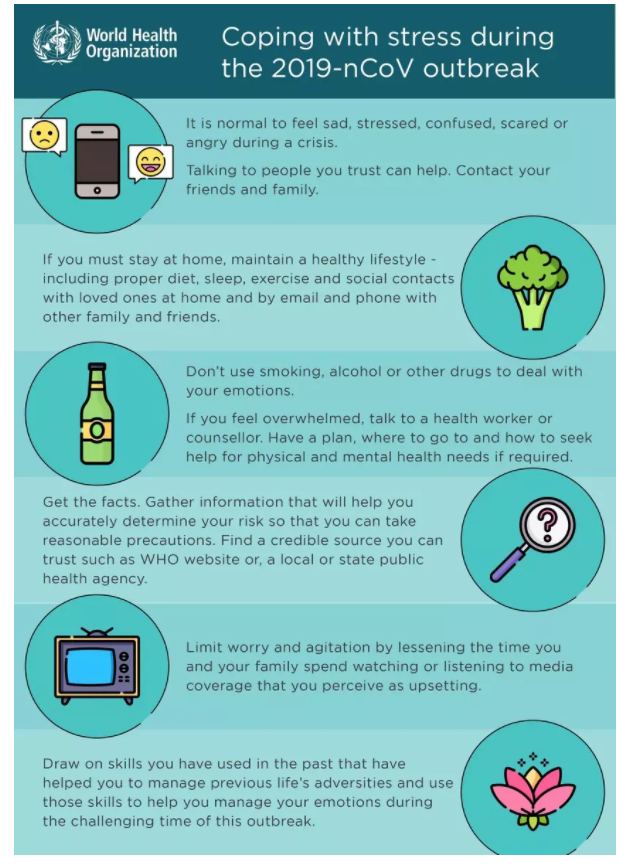 World Health
Organization
Coping with stress during
the 2019-nCoV outbreak
It is normal to feel sad, stressed, confused, scared or
angry during a crisis.
Talking to people you trust can help. Contact your
friends and family.
If you must stay at home, maintain a healthy lifestyle -
including proper diet, sleep, exercise and social contacts
with loved ones at home and by email and phone with
other family and friends.
Don't use smoking, alcohol or other drugs to deal with
your emotions.
If you feel overwhelmed, talk to a health worker or
counsellor. Have a plan, where to go to and how to seek
help for physical and mental health needs if required.
Get the facts. Gather information that will help you
accurately determine your risk so that you can take
reasonable precautions. Find a credible source you can
trust such as WHO website or, a local or state public
health agency.
?
Limit worry and agitation by lessening the time you
and your family spend watching or listening to media
coverage that you perceive as upsetting.
Draw on skills you have used in the past that have
helped you to manage previous life's adversities and use
those skills to help you manage your emotions during
the challenging time of this outbreak.